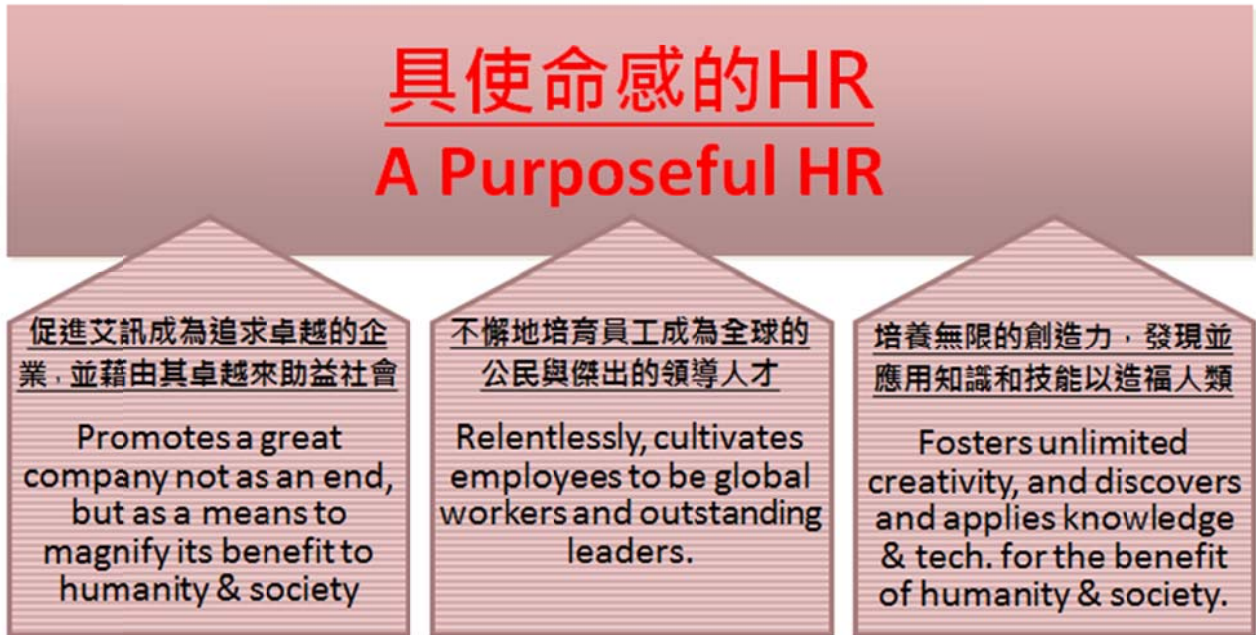 具使命感的HR
A Purposeful HR
促進艾訊成為追求卓越的企
業，並藉由其卓越來助益社會
Promotes a great
company not as an end,
but as a means to
magnify its benefit to
humanity & society
不懈地培育員工成為全球的
公民與傑出的領導人才
Relentlessly, cultivates
employees to be global
workers and outstanding
leaders.
培養無限的創造力，發現並
應用知識和技能以造福人類
Fosters unlimited
creativity, and discovers
and applies knowledge
& tech. for the benefit
of humanity & society.